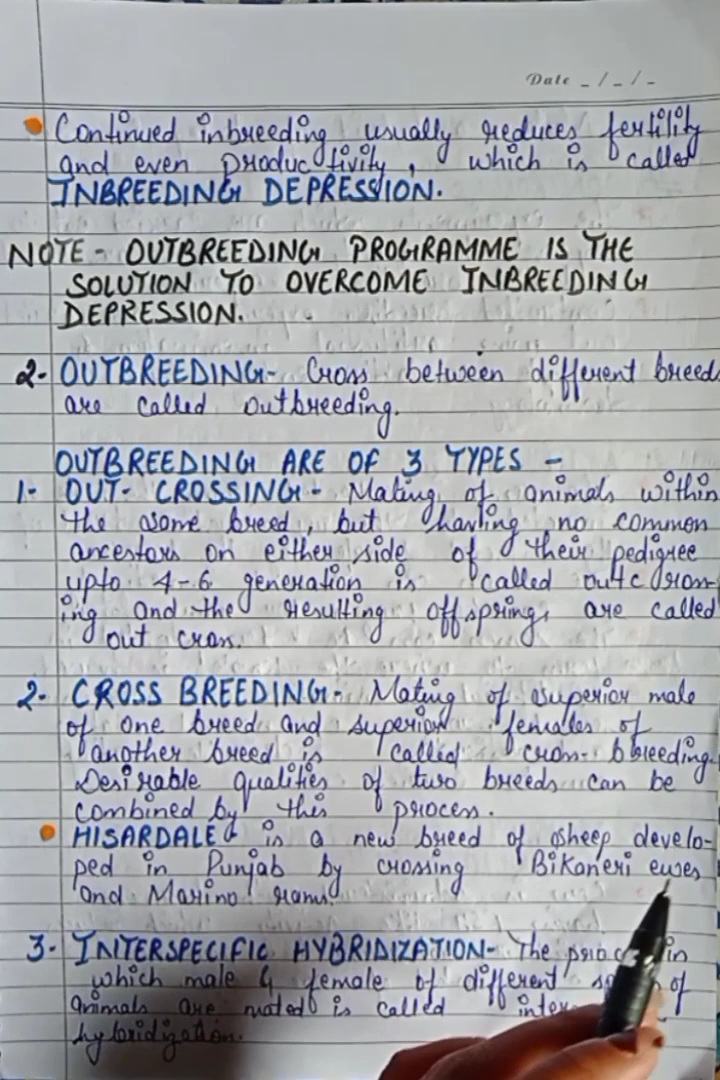 Date _/_/_
Continued inbreeding usually reduces fertility
and even productivity, which is called
INBREEDING DEPRESSION.
NOTE - OUTBREEDING PROGRAMME IS THE
SOLUTION TO OVERCOME INBREEDING
DEPRESSION.
2- OUTBREEDING- Cross between different breed
are called outbreeding.
OUTBREEDING ARE OF 3 TYPES -
1- OUT- CROSSING- Mating of animals within
the same breed, but having no common
ancestors on either side of their pedigree
upto 4-6 generation is called outcross-
ing and the resulting offsprings are called
out cross.
2- CROSS BREEDING- Mating of superior male
of one breed and superior females of
another breed is called cross- breeding.
Desirable qualities of two breeds can be
combined by this process.
HISARDALE is a new breed of sheep develo-
ped in Punjab by crossing Bikaneri ewes
and Marino rams.
3- INTERSPECIFIC HYBRIDIZATION- The in
which male & female of different of
animals are mated is called
hybridization.